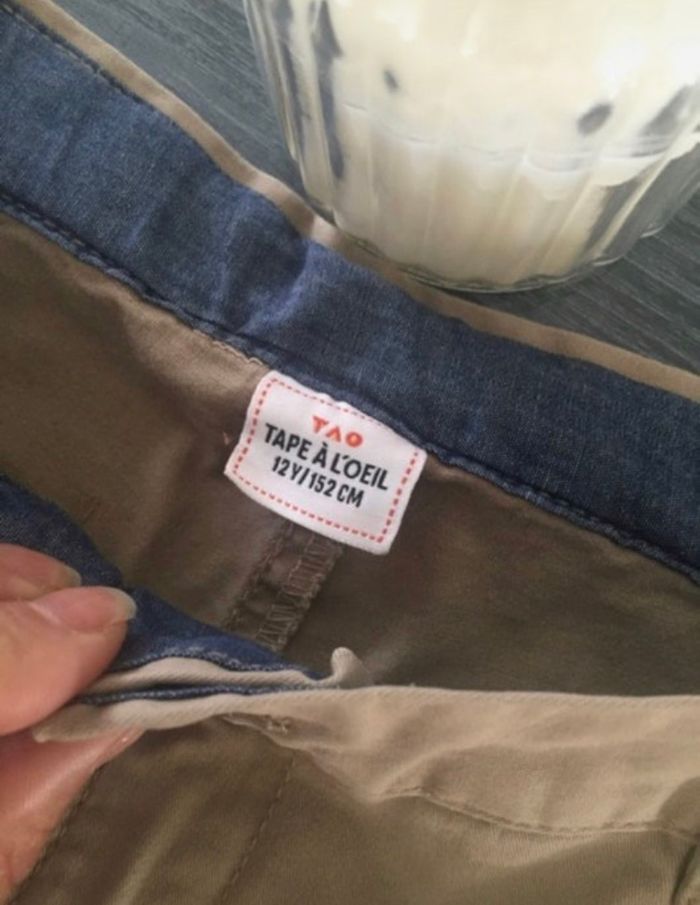 TAO
TAPE À L'OEIL
12Y/152 CM